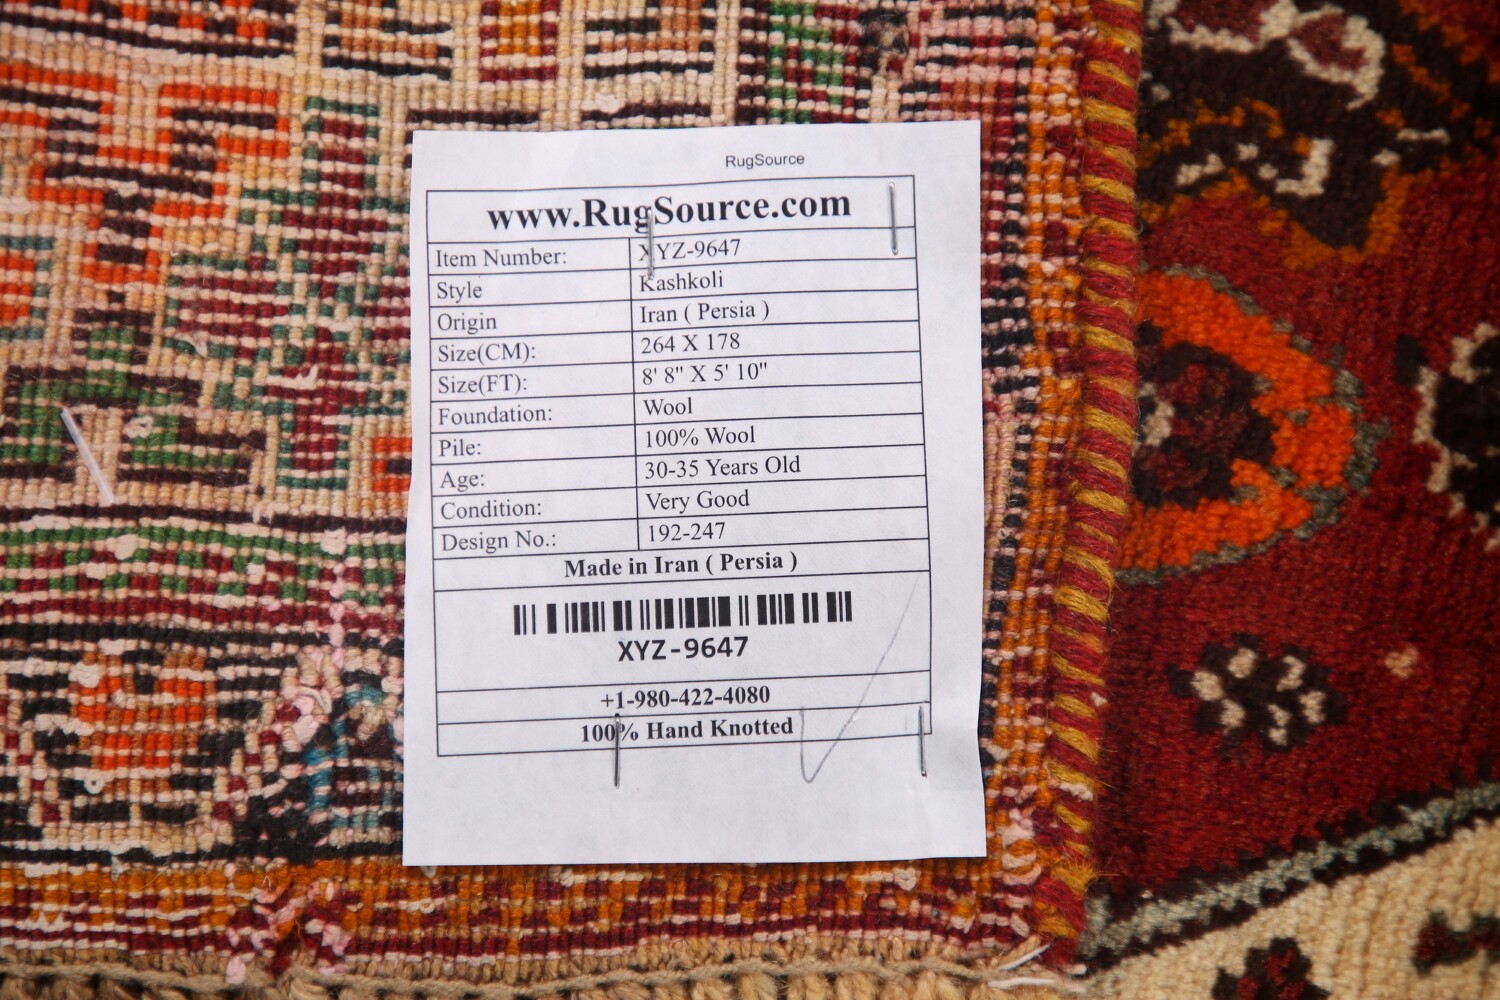 RugSource
www.RugSource.com
Item Number: XYZ-9647
Style Kashkoli
Origin Iran ( Persia )
Size(CM): 264 X 178
Size(FT): 8' 8" X 5' 10"
Foundation: Wool
Pile: 100% Wool
Age: 30-35 Years Old
Condition: Very Good
Design No.: 192-247
Made in Iran ( Persia )
XYZ-9647
+1-980-422-4080
100% Hand Knotted